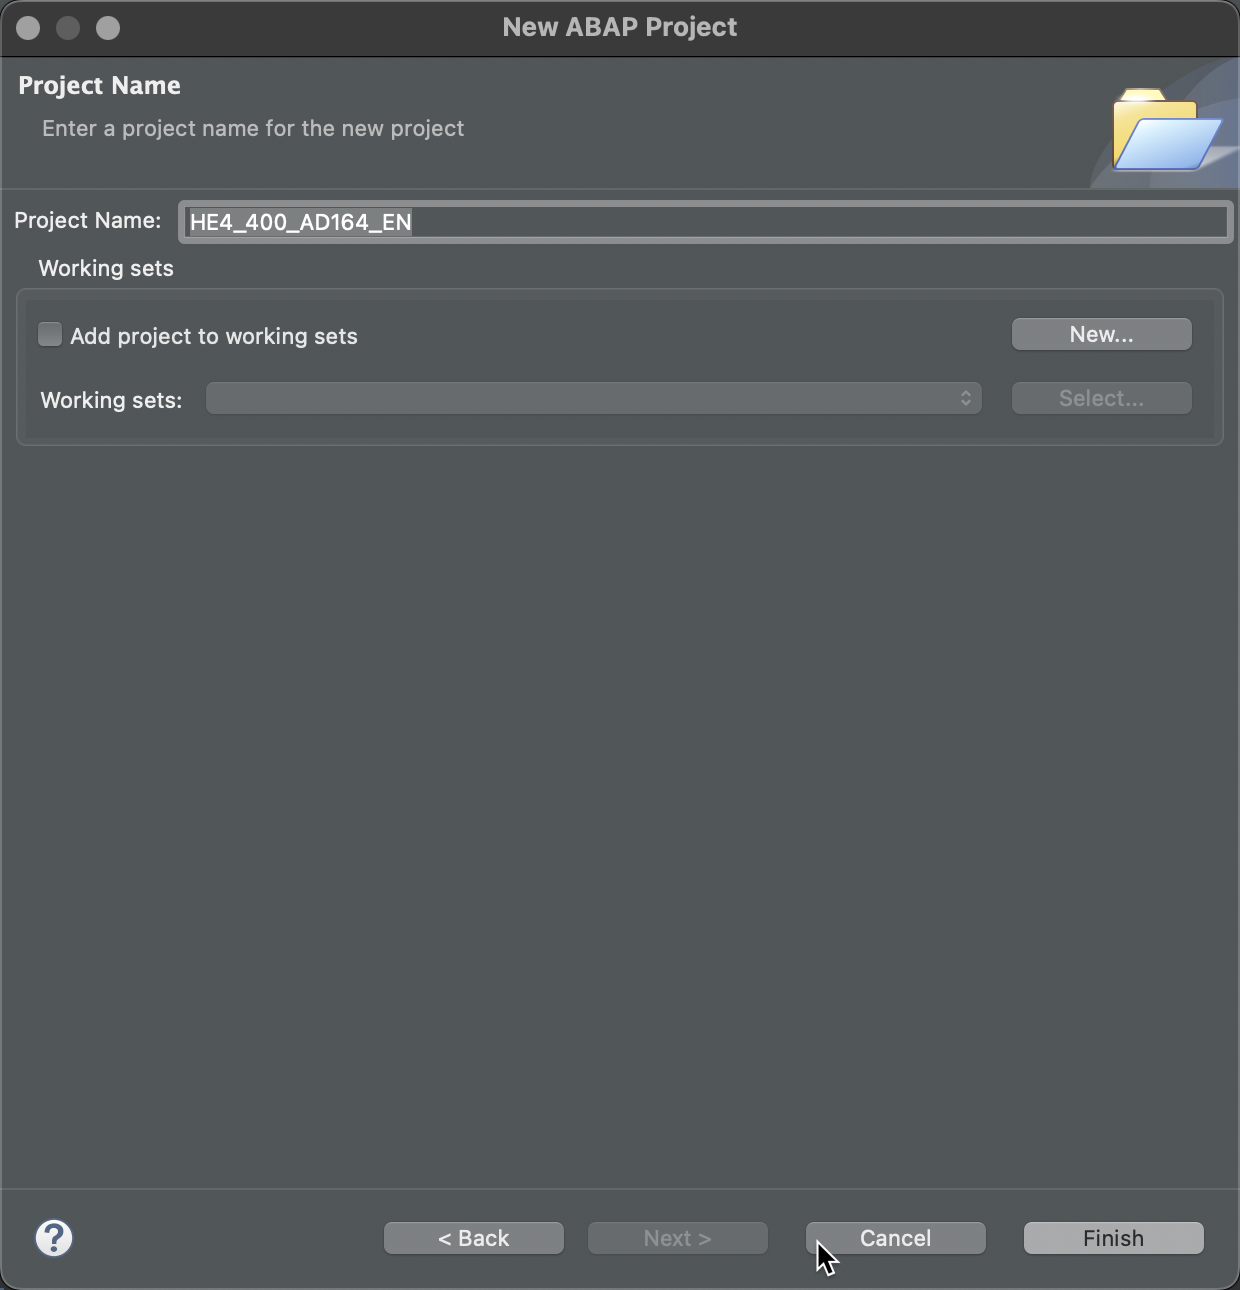 New ABAP Project
Project Name
Enter a project name for the new project
Project Name: HE4_400_AD164_EN
Working sets
Add project to working sets New...
Working sets: Select...
? < Back Next > Cancel Finish